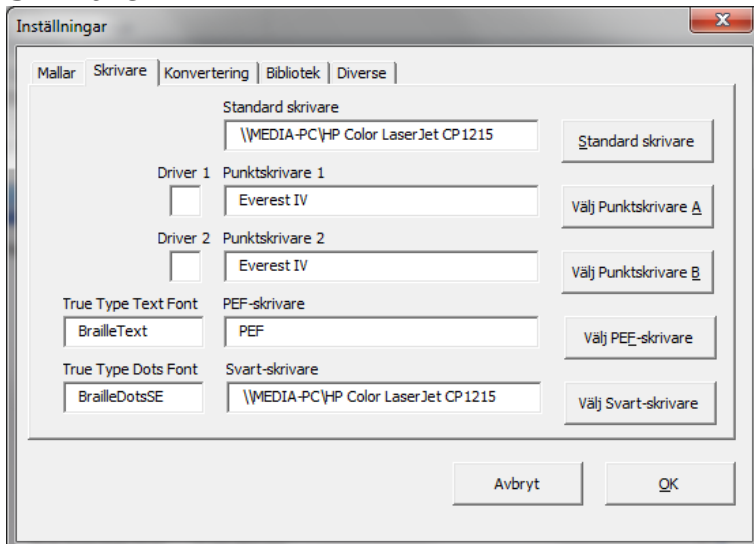 Inställningar
Mallar Skrivare Konvertering Bibliotek Diverse
Standard skrivare
\\MEDIA-PC\HP Color LaserJet CP1215 Standard skrivare
Driver 1 Punktskrivare 1
Everest IV Välj Punktskrivare A
Driver 2 Punktskrivare 2
Everest IV Välj Punktskrivare B
True Type Text Font PEF-skrivare
BrailleText PEF Välj PEF-skrivare
True Type Dots Font Svart-skrivare
BrailleDotsSE \\MEDIA-PC\HP Color LaserJet CP1215 Välj Svart-skrivare
Avbryt OK